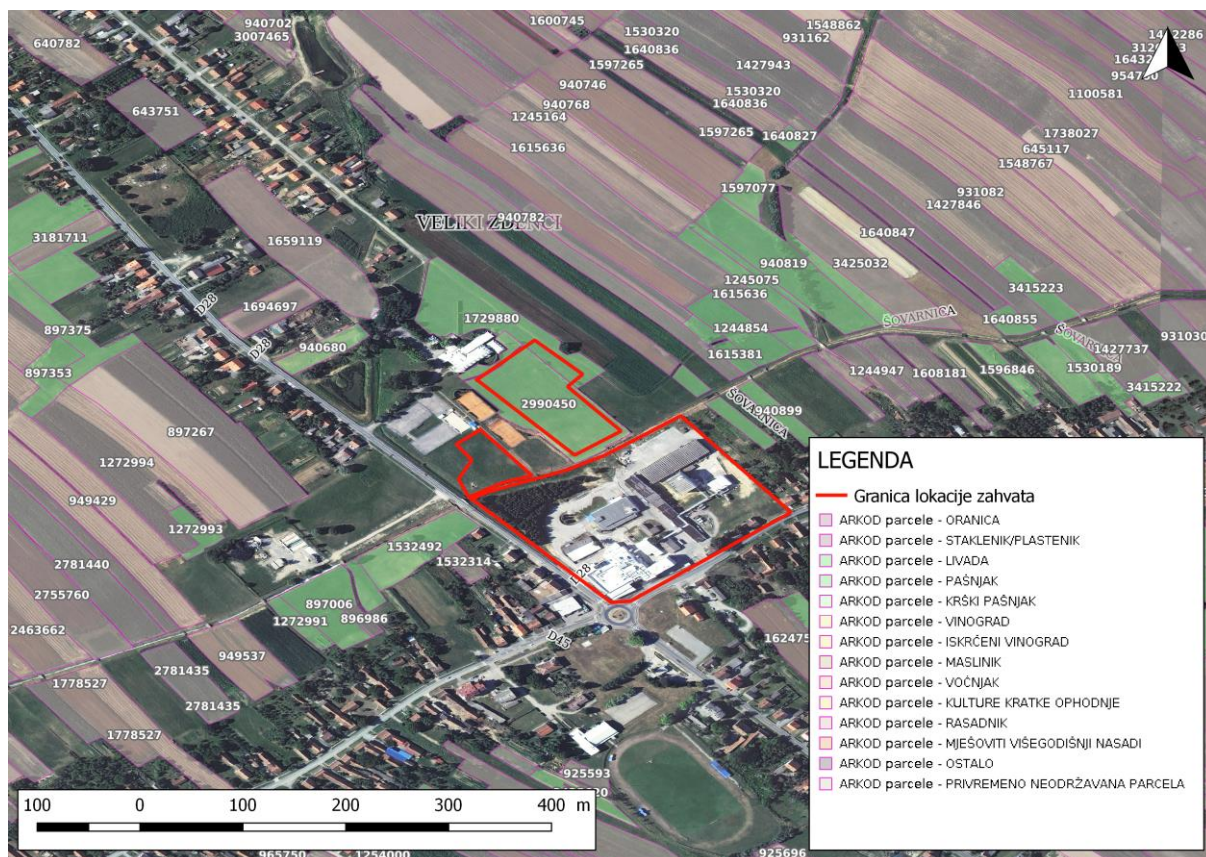 940702
3007465
1600745
1548862
931162
1530320
1640836
640782
1597265
1427943
940746
1530320
940768
1640836
1245164
643751
1597265
1640827
1615636
1100581
1738027
645117
1548767
1597077
931082
1427846
VELIKI ZDENCI
940782
3181711
1659119
1640847
940819
3425032
1245075
1615636
3415223
D28
1694697
1729880
1244854
ŠOVARNICA
1640855
897375
D28
940680
1615381
ŠOVARNICA
931030
1427737
897353
1244947
1608181
1596846
1530189
3415222
2990450
ŠOVARNICA
940899
897267
1272994
949429
1272993
2781440
1532492
1532314
2755760
D28
897006
1272991
896986
2463662
949537
D45
162475
2781435
1778527
2781435
1778527
925593
965750
1254000
925696
LEGENDA
Granica lokacije zahvata
ARKOD parcele - ORANICA
ARKOD parcele - STAKLENIK/PLASTENIK
ARKOD parcele - LIVADA
ARKOD parcele - PAŠNJAK
ARKOD parcele - KRŠKI PAŠNJAK
ARKOD parcele - VINOGRAD
ARKOD parcele - ISKRČENI VINOGRAD
ARKOD parcele - MASLINIK
ARKOD parcele - VOĆNJAK
ARKOD parcele - KULTURE KRATKE OPHODNJE
ARKOD parcele - RASADNIK
ARKOD parcele - MJEŠOVITI VIŠEGODIŠNJI NASADI
ARKOD parcele - OSTALO
ARKOD parcele - PRIVREMENO NEODRŽAVANA PARCELA
100 0 100 200 300 400 m